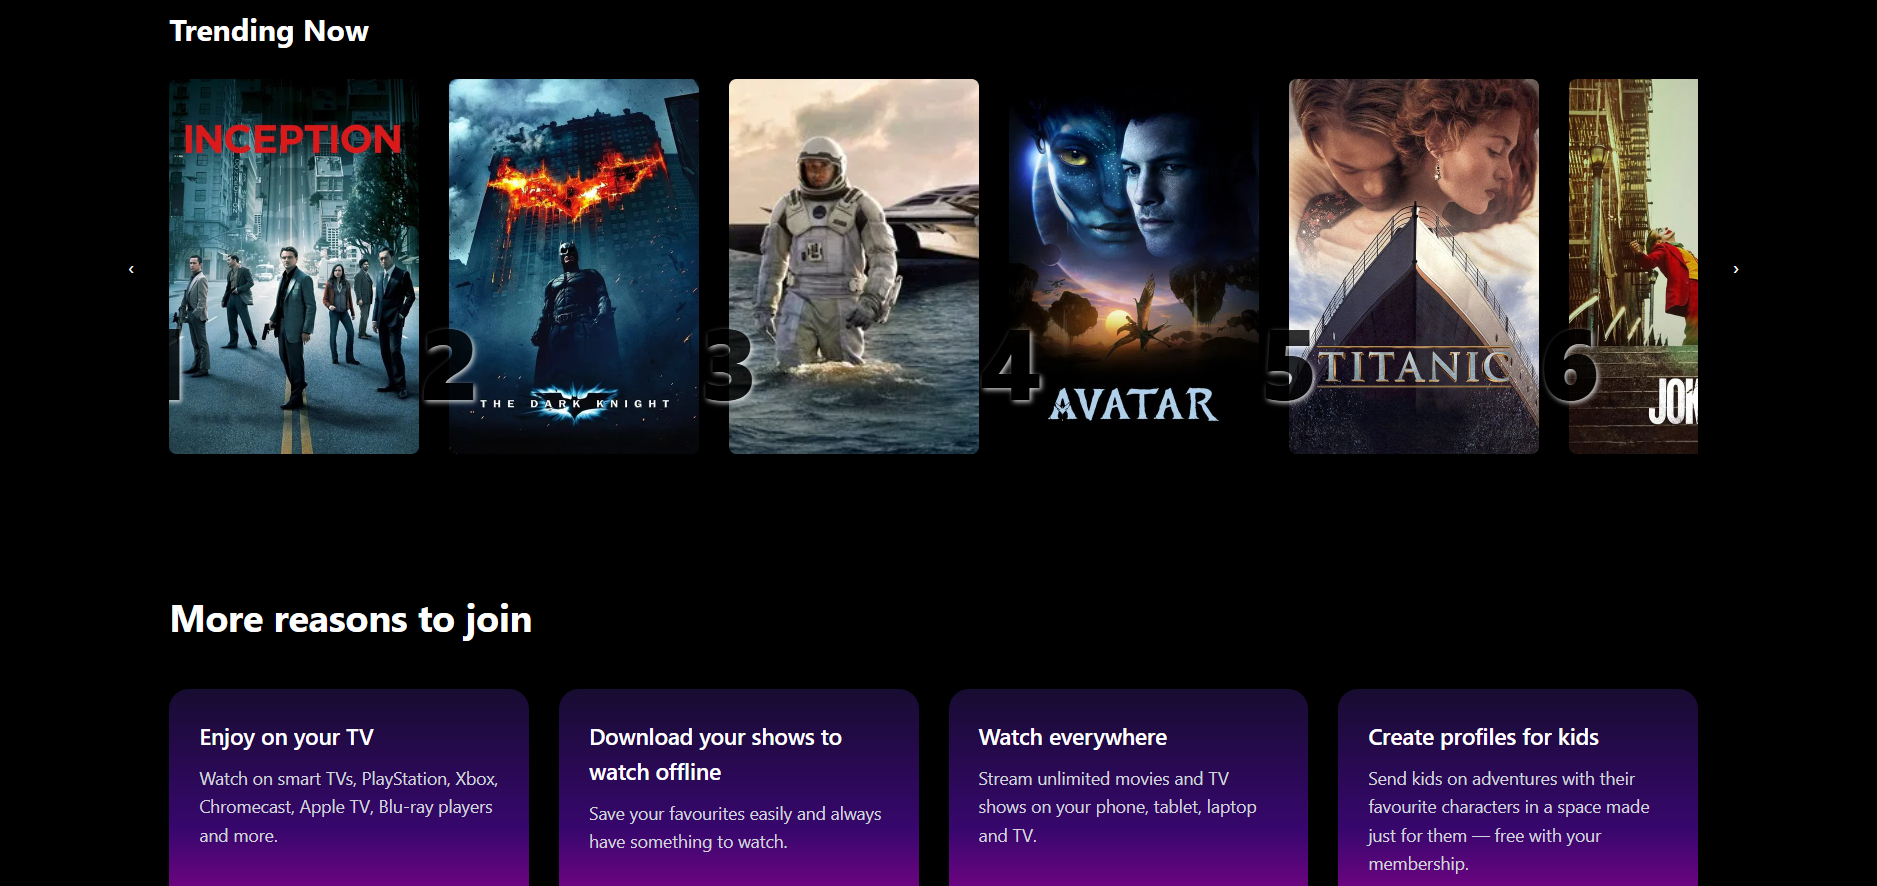 Trending Now
INCEPTION
THE DARK KNIGHT
AVATAR
TITANIC
‹
›
1
2
3
4
5
6
More reasons to join
Enjoy on your TV
Watch on smart TVs, PlayStation, Xbox,
Chromecast, Apple TV, Blu-ray players
and more.
Download your shows to
watch offline
Save your favourites easily and always
have something to watch.
Watch everywhere
Stream unlimited movies and TV
shows on your phone, tablet, laptop
and TV.
Create profiles for kids
Send kids on adventures with their
favourite characters in a space made
just for them — free with your
membership.